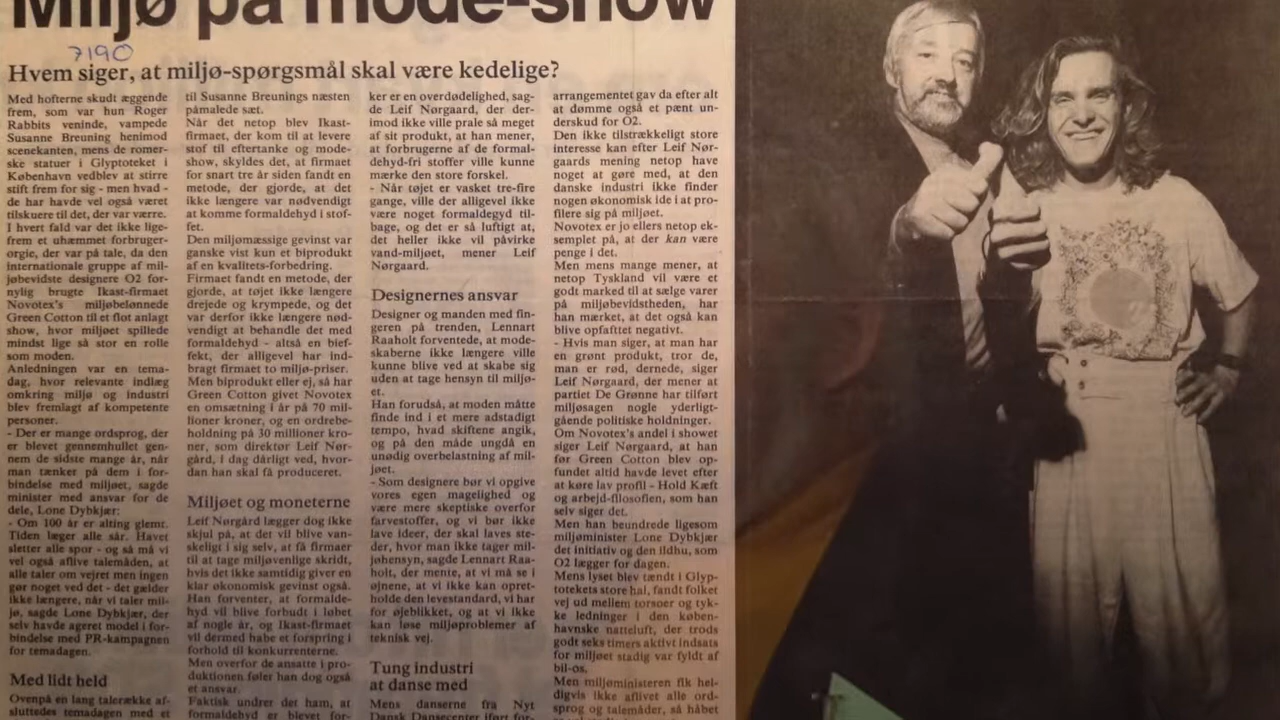 Miljø på mode-show
7190
Hvem siger, at miljø-spørgsmål skal være kedelige?
Med hofterne skudt æggende
frem, som var hun Roger
Rabbits veninde, vampede
Susanne Breuning henimod
scenekanten, mens de romer-
ske statuer i Glyptoteket i
København vedblev at stirre
stift frem for sig - men hvad -
de har havde vel også været
tilskuere til det, der var værre.
I hvert fald var det ikke lige-
frem et uhæmmet forbruger-
orgie, der var på tale, da den
internationale gruppe af mil-
jøbevidste designere O2 for-
nylig brugte Ikast-firmaet
Novotex's miljøbelønnede
Green Cotton til et flot anlagt
show, hvor miljøet spillede
mindst lige så stor en rolle
som moden.
Anledningen var en tema-
dag, hvor relevante indlæg
omkring miljø og industri
blev fremlagt af kompetente
personer.
- Der er mange ordsprog, der
er blevet gennemhullet gen-
nem de sidste mange år, når
man tænker på dem i for-
bindelse med miljøet, sagde
minister med ansvar for de
dele, Lone Dybkjær:
- Om 100 år er alting glemt.
Tiden læger alle sår. Havet
sletter alle spor - og så må vi
vel også aflive talemåden, at
alle taler om vejret men ingen
gør noget ved det - det gælder
ikke længere, når vi taler mil-
jø, sagde Lone Dybkjær, der
selv havde ageret model i for-
bindelse med PR-kampagnen
for temadagen.
Med lidt held
Ovenpå en lang talerække af-
sluttedes temadagen med et
til Susanne Breunings næsten
påmalede sæt.
Når det netop blev Ikast-
firmaet, der kom til at levere
stof til eftertanke og mode-
show, skyldes det, at firmaet
for snart tre år siden fandt en
metode, der gjorde, at det
ikke længere var nødvendigt
at komme formaldehyd i stof-
fet.
Den miljømæssige gevinst var
ganske vist kun et biprodukt
af en kvalitets-forbedring.
Firmaet fandt en metode, der
gjorde, at tøjet ikke længere
drejede og krympede, og det
var derfor ikke længere nød-
vendigt at behandle det med
formaldehyd - altså en bief-
fekt, der alligevel har ind-
bragt firmaet to miljø-priser.
Men biprodukt eller ej, så har
Green Cotton givet Novotex
en omsætning i år på 70 mil-
lioner kroner, og en ordrebe-
holdning på 30 millioner kro-
ner, som direktør Leif Nør-
gård, i dag dårligt ved, hvor-
dan han skal få produceret.
Miljøet og moneterne
Leif Nørgård lægger dog ikke
skjul på, at det vil blive van-
skeligt i sig selv, at få firmaer
til at tage miljøvenlige skridt,
hvis det ikke samtidig giver en
klar økonomisk gevinst også.
Han forventer, at formalde-
hyd vil blive forbudt i løbet
af nogle år, og Ikast-firmaet
vil dermed habe et forspring i
forhold til konkurrenterne.
Men overfor de ansatte i pro-
duktionen føler han dog også
et ansvar.
Faktisk undrer det ham, at
formaldehyd er blevet for-
ker er en overdødelighed, sag-
de Leif Nørgaard, der der-
imod ikke ville prale så meget
af sit produkt, at han mener,
at forbrugerne af de formal-
dehyd-fri stoffer ville kunne
mærke den store forskel.
- Når tøjet er vasket tre-fire
gange, ville der alligevel ikke
være noget formaldegyd til-
bage, og det er så luftigt at,
det heller ikke vil påvirke
vand-miljøet, mener Leif
Nørgaard.
Designernes ansvar
Designer og manden med fin-
geren på trenden, Lennart
Raaholt forventede, at mode-
skaberne ikke længere ville
kunne blive ved at skabe sig
uden at tage hensyn til miljø-
et.
Han forudså, at moden måtte
finde ind i et mere adstadigt
tempo, hvad skiftene angik,
og på den måde ungdå en
unødig overbelastning af mil-
jøet.
- Som designere bør vi opgive
vores egen magelighed og
være mere skeptiske overfor
farvestoffer, og vi bør ikke
lave ideer, der skal laves ste-
der, hvor man ikke tager mil-
jøhensyn, sagde Lennart Raa-
holt, der mente, at vi må se i
øjnene, at vi ikke kan opret-
holde den levestandard, vi har
for øjeblikket, og at vi ikke
kan løse miljøproblemer af
teknisk vej.
Tung industri
at danse med
Mens danserne fra Nyt
Dansk Dansecenter iført for-
arrangementet gav da efter alt
at dømme også et pænt un-
derskud for O2.
Den ikke tilstrækkeligt store
interesse kan efter Leif Nør-
gaards mening netop have
noget at gøre med, at den
danske industri ikke finder
nogen økonomisk ide i at pro-
filere sig på miljøet.
Novotex er jo ellers netop ek-
semplet på, at der kan være
penge i det.
Men mens mange mener, at
netop Tyskland vil være et
godt marked til at sælge varer
på miljøbevidstheden, har
han mærket, at det også kan
blive opfafttet negativt.
- Hvis man siger, at man har
en grønt produkt, tror de,
man er rød, dernede, siger
Leif Nørgaard, der mener at
partiet De Grønne har tilført
miljøsagen nogle yderligt-
gående politiske holdninger.
Om Novotex's andel i showet
siger Leif Nørgaard, at han
før Green Cotton blev op-
fundet altid havde levet efter
at køre lav profil - Hold Kæft
og arbejd-filosofien, som han
selv siger det.
Men han beundrede ligesom
miljøminister Lone Dybkjær
det initiativ og den ildhu, som
O2 lægger for dagen.
Mens lyset blev tændt i Glyp-
totekets store hal, fandt folket
vej ud mellem torsoer og tyk-
ke ledninger i den køben-
havnske natteluft, der trods
godt seks timers aktivt indsats
for miljøet stadig var fyldt af
bil-os.
Men miljøministeren fik hel-
digvis ikke aflivet alle ord-
sprog og talemåder, så håbet